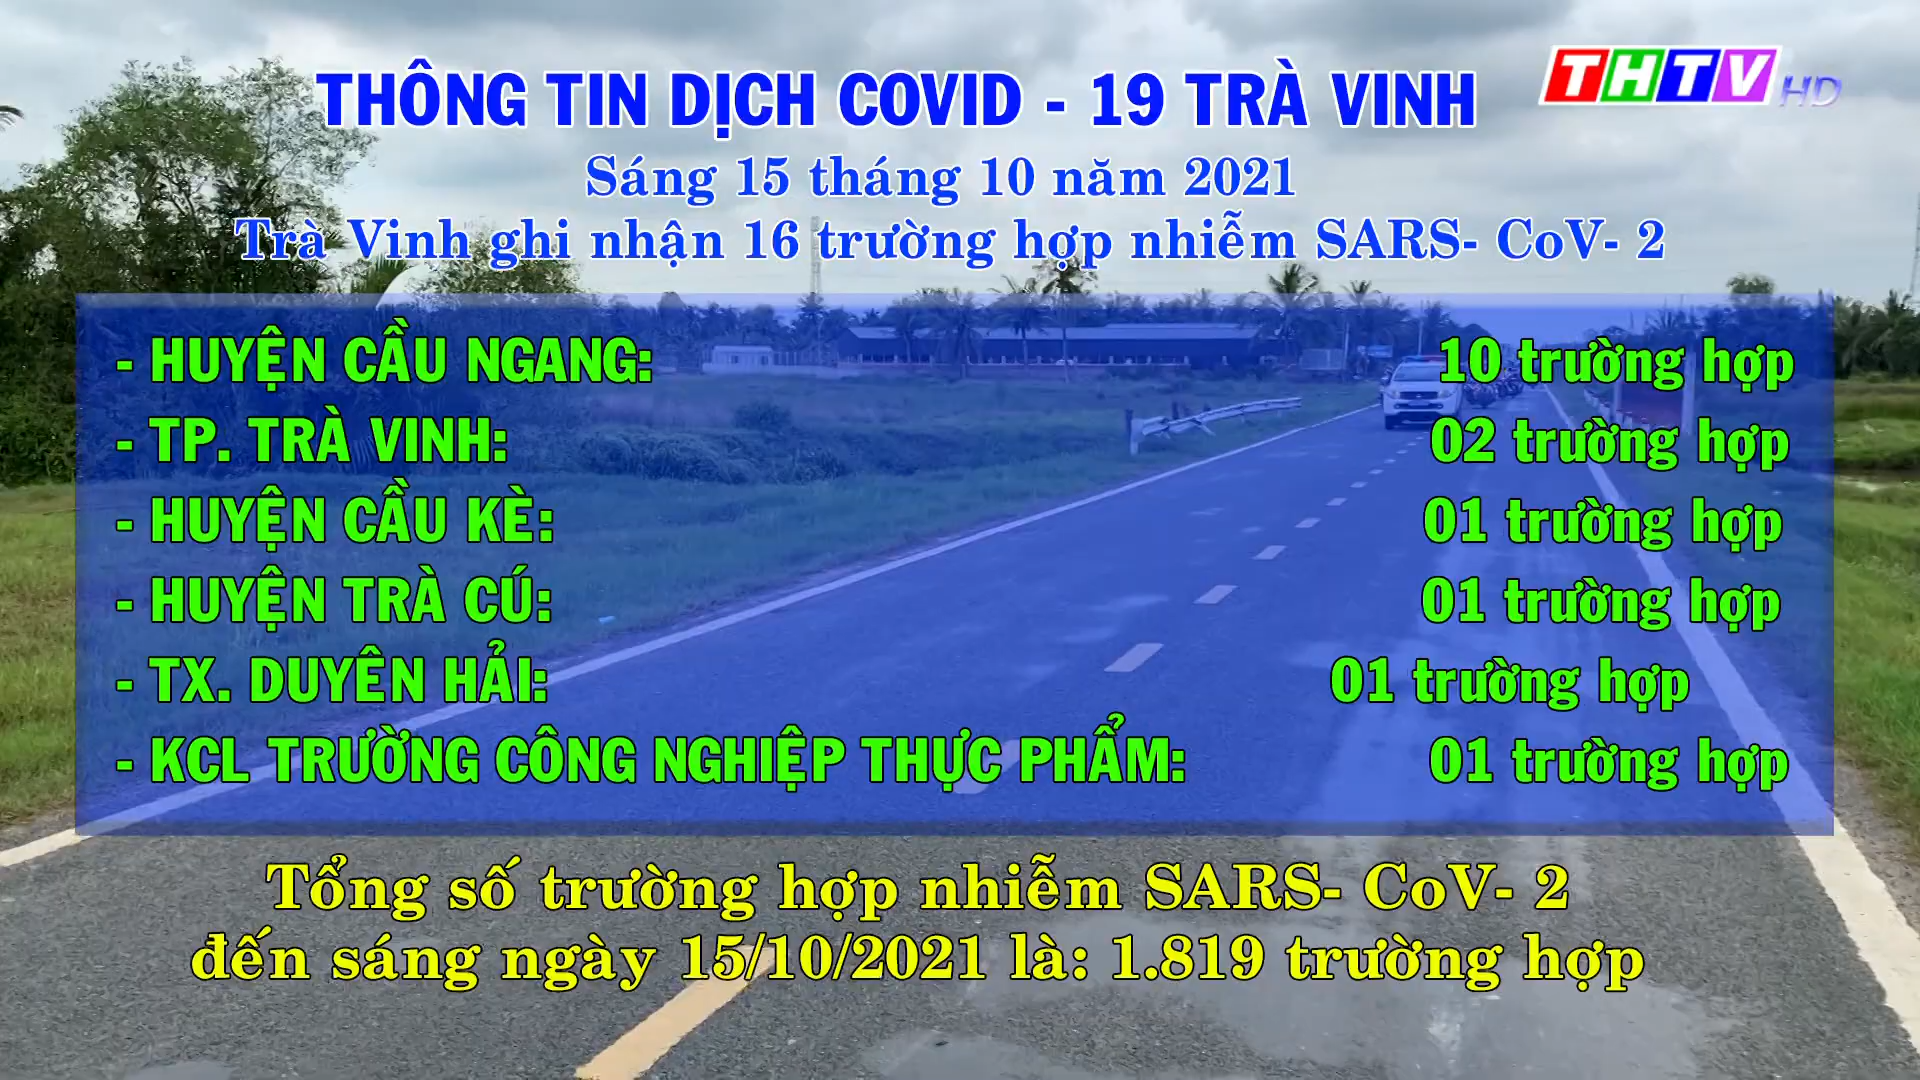 THÔNG TIN DỊCH COVID - 19 TRÀ VINH
THTV HD
Sáng 15 tháng 10 năm 2021
Trà Vinh ghi nhận 16 trường hợp nhiễm SARS- CoV- 2
- HUYỆN CẦU NGANG: 10 trường hợp
- TP. TRÀ VINH: 02 trường hợp
- HUYỆN CẦU KÈ: 01 trường hợp
- HUYỆN TRÀ CÚ: 01 trường hợp
- TX. DUYÊN HẢI: 01 trường hợp
- KCL TRƯỜNG CÔNG NGHIỆP THỰC PHẨM: 01 trường hợp
Tổng số trường hợp nhiễm SARS- CoV- 2
đến sáng ngày 15/10/2021 là: 1.819 trường hợp